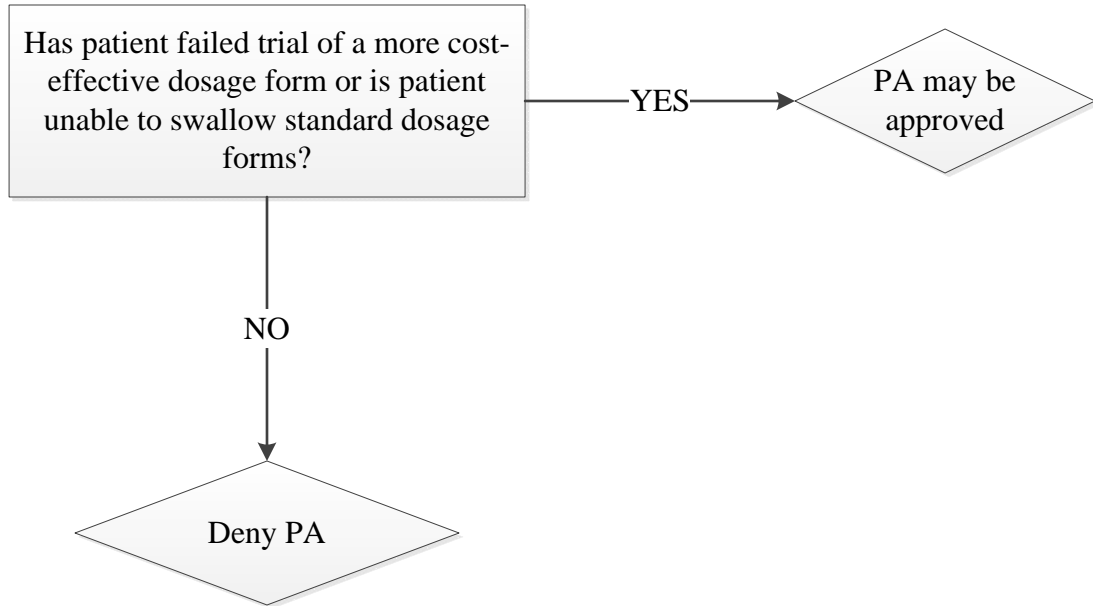 Has patient failed trial of a more cost-
effective dosage form or is patient
unable to swallow standard dosage
forms?
YES
PA may be
approved
NO
Deny PA